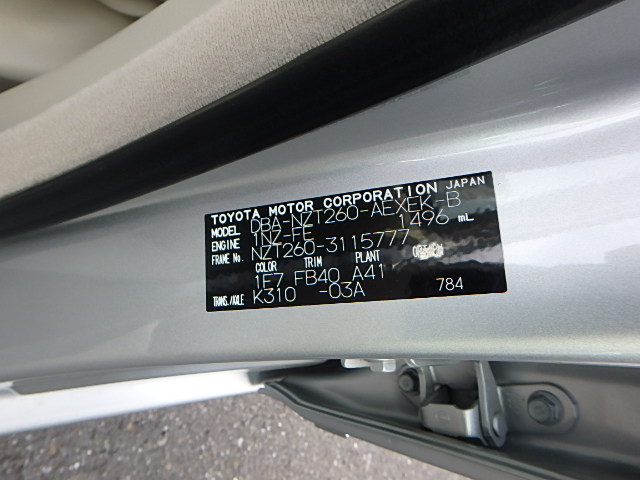 TOYOTA MOTOR CORPORATION JAPAN
MODEL DBA-NZT260-AEXEK-B
ENGINE 1NZ-FE 1496 mL
FRAME No. NZT260-3115777
COLOR TRIM PLANT
1F7 FB40 A41
TRANS./AXLE K310 -03A 784